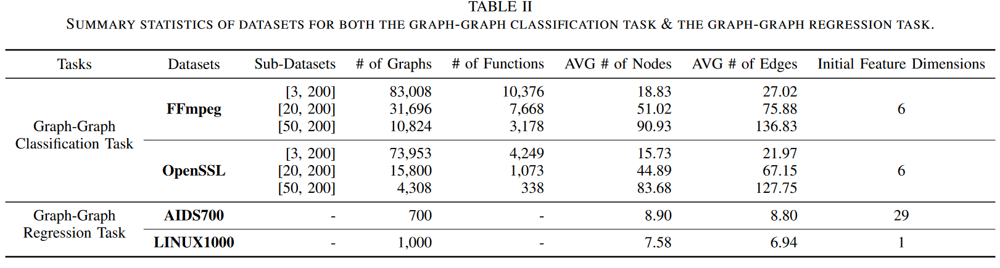 TABLE II
SUMMARY STATISTICS OF DATASETS FOR BOTH THE GRAPH-GRAPH CLASSIFICATION TASK & THE GRAPH-GRAPH REGRESSION TASK.
Tasks Datasets Sub-Datasets # of Graphs # of Functions AVG # of Nodes AVG # of Edges Initial Feature Dimensions
Graph-Graph
Classification Task
FFmpeg
[3, 200] 83,008 10,376 18.83 27.02
[20, 200] 31,696 7,668 51.02 75.88 6
[50, 200] 10,824 3,178 90.93 136.83
OpenSSL
[3, 200] 73,953 4,249 15.73 21.97
[20, 200] 15,800 1,073 44.89 67.15 6
[50, 200] 4,308 338 83.68 127.75
Graph-Graph
Regression Task
AIDS700 - 700 - 8.90 8.80 29
LINUX1000 - 1,000 - 7.58 6.94 1